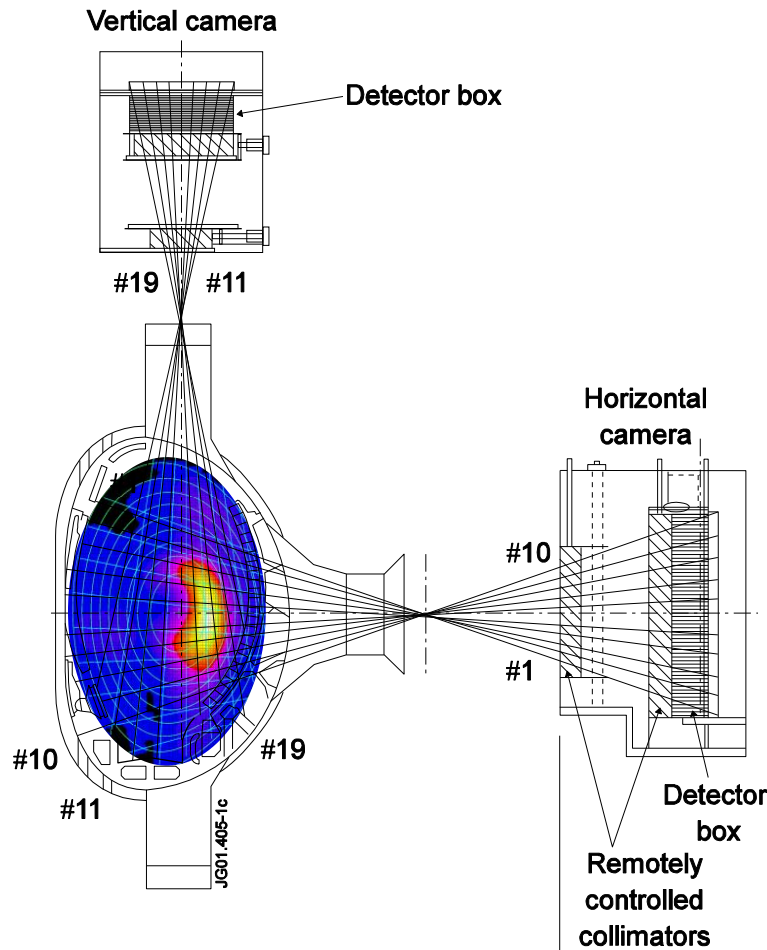 Vertical camera
Detector box
#19
#11
Horizontal
camera
#10
#1
#10
#11
#19
JG01.405-1c
Detector
box
Remotely
controlled
collimators